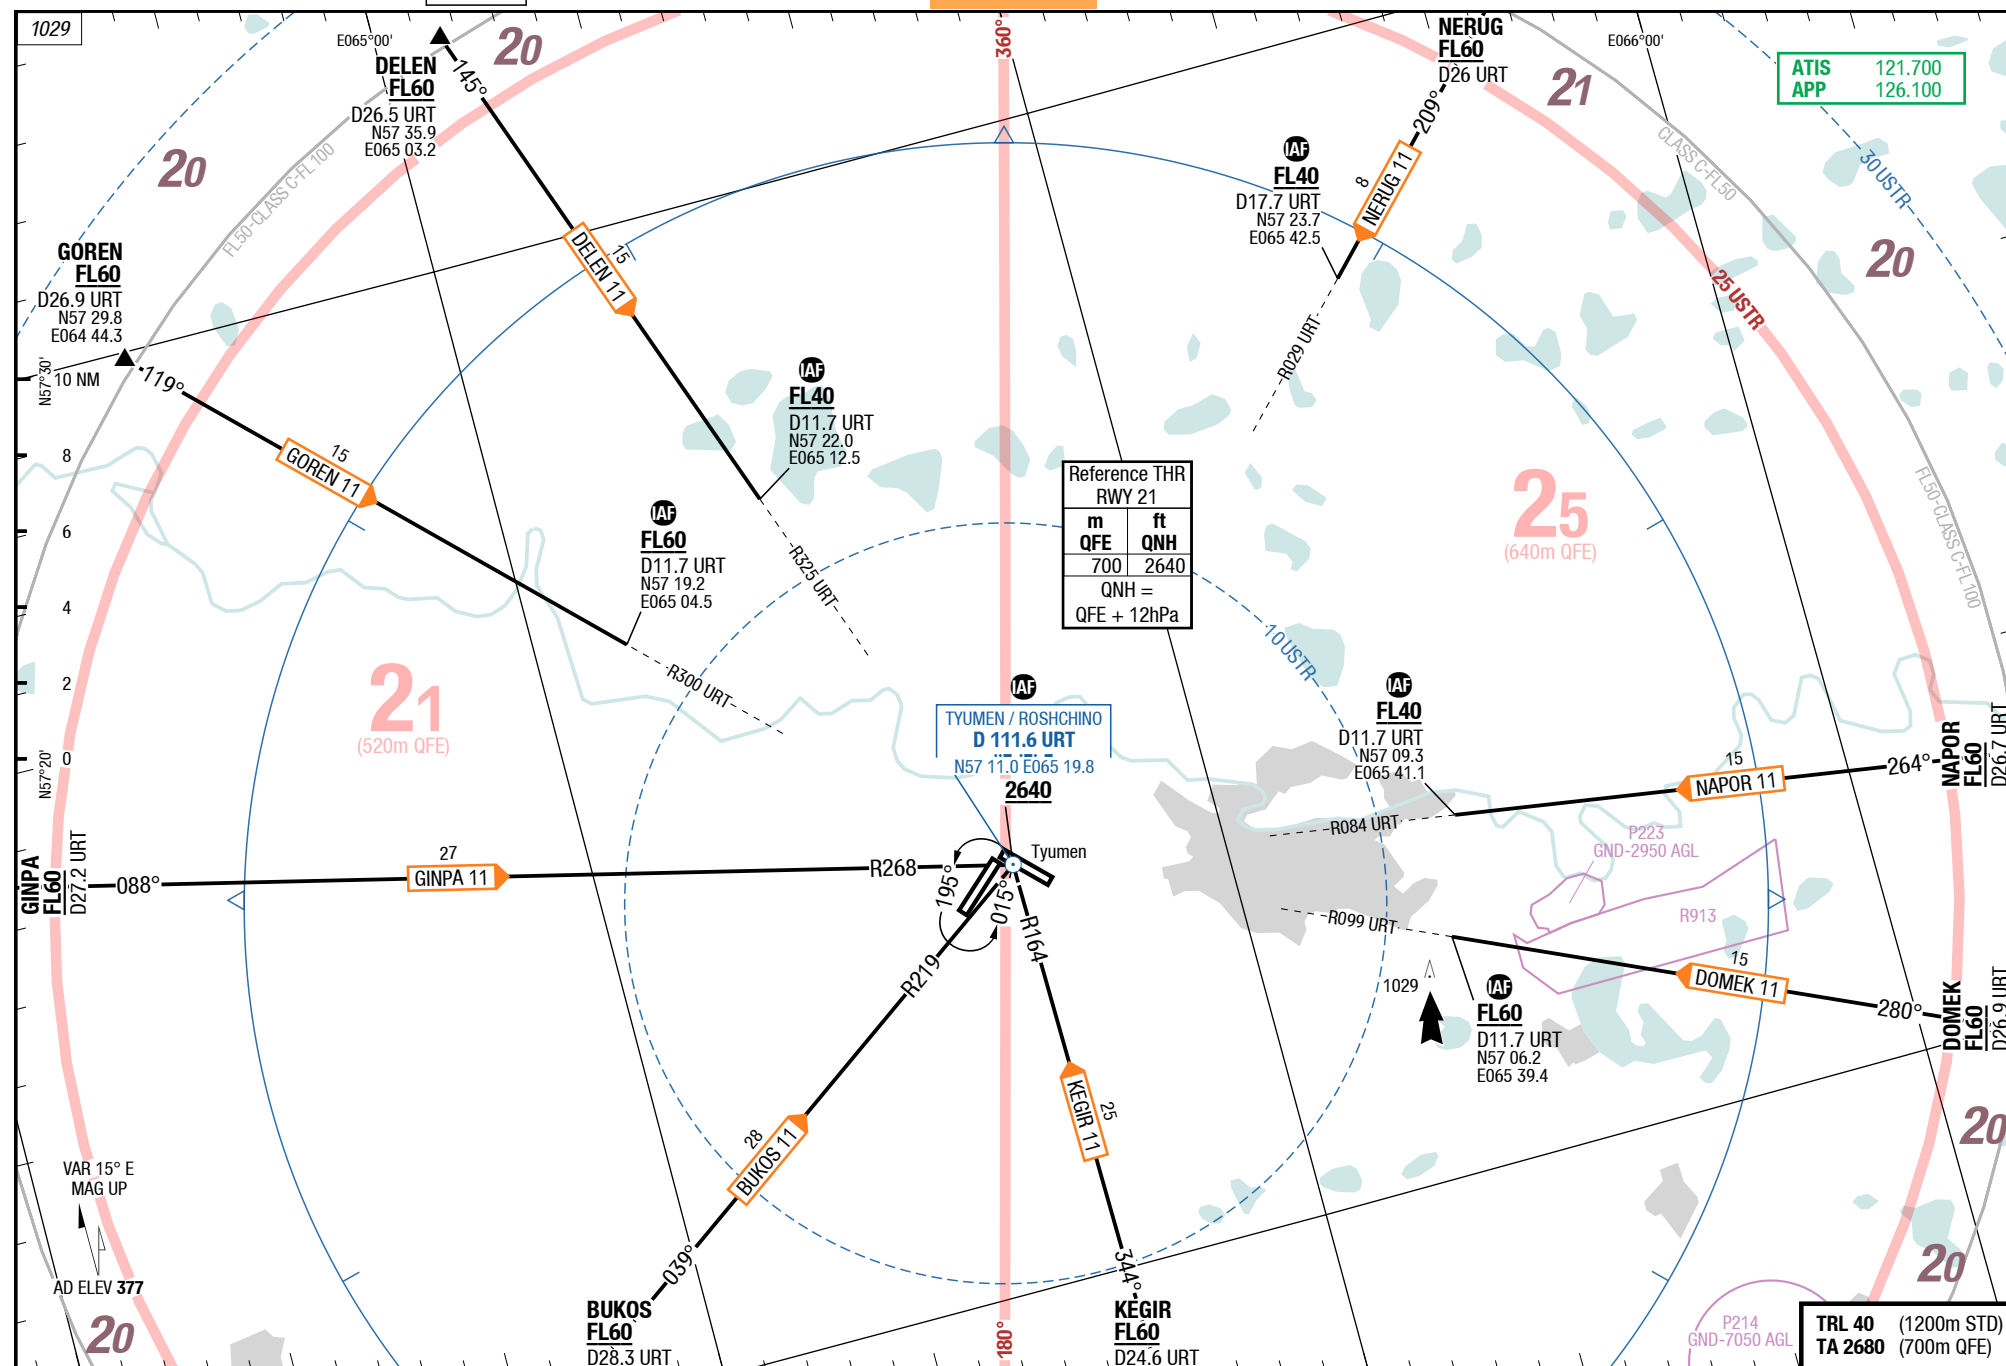 1029
E065°00'
20
360°
NERUG
FL60
D26 URT
E066°00'
21
ATIS 121.700
APP 126.100
DELEN
FL60
D26.5 URT
N57 35.9
E065 03.2
145°
209°
20
FL50-CLASS C-FL100
CLASS C-FL50
30 USTR
IAF
FL40
D17.7 URT
N57 23.7
E065 42.5
8
NERUG 11
GOREN
FL60
D26.9 URT
N57 29.8
E064 44.3
DELEN 11
15
20
25 USTR
R029 URT
N57°30'
10 NM
119°
IAF
FL40
D11.7 URT
N57 22.0
E065 12.5
15
GOREN 11
8
6
4
2
0
N57°20'
Reference THR
RWY 21
m ft
QFE QNH
700 2640
QNH =
QFE + 12hPa
25
(640m QFE)
FL50-CLASS C-FL100
IAF
FL60
D11.7 URT
N57 19.2
E065 04.5
R325 URT
R300 URT
10 USTR
21
(520m QFE)
IAF
TYUMEN / ROSHCHINO
D 111.6 URT
N57 11.0 E065 19.8
2640
IAF
FL40
D11.7 URT
N57 09.3
E065 41.1
R084 URT
15
NAPOR 11
264°
NAPOR
FL60
D26.7 URT
P223
GND-2950 AGL
R913
Tyumen
GINPA
FL60
D27.2 URT
088°
27
GINPA 11
R268
195°
015°
R164
R219
R099 URT
1029
IAF
FL60
D11.7 URT
N57 06.2
E065 39.4
15
DOMEK 11
280°
DOMEK
FL60
D26.9 URT
KEGIR 11
25
28
BUKOS 11
20
VAR 15° E
MAG UP
AD ELEV 377
20
039°
344°
BUKOS
FL60
D28.3 URT
180°
KEGIR
FL60
D24.6 URT
20
P214
GND-7050 AGL
TRL 40 (1200m STD)
TA 2680 (700m QFE)